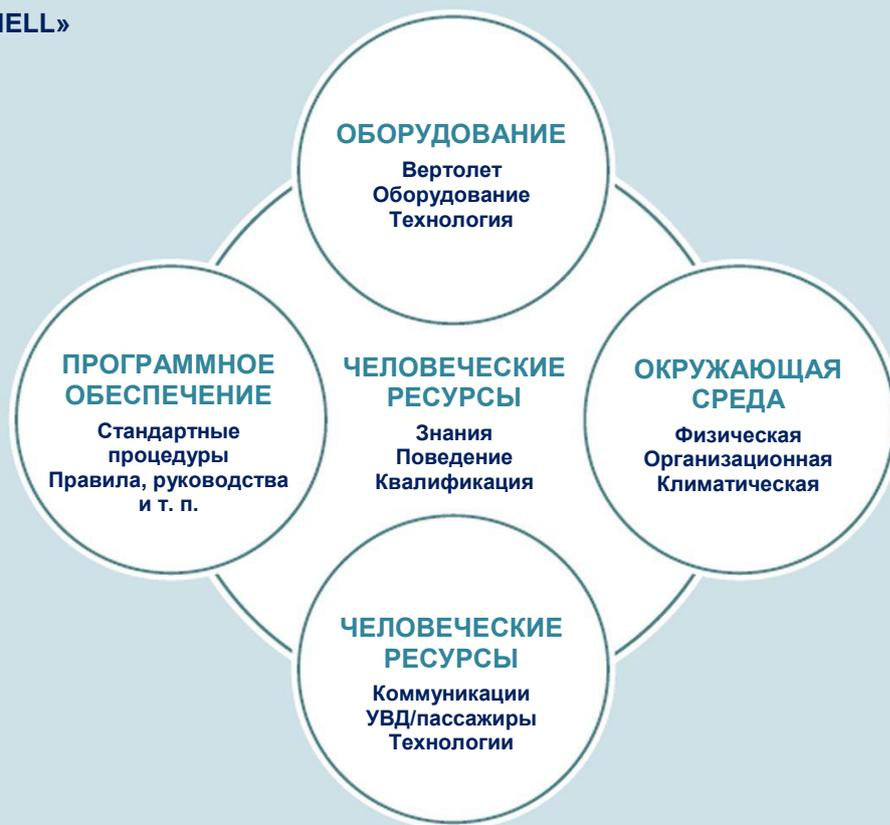 HELL»
ОБОРУДОВАНИЕ
Вертолет
Оборудование
Технология
ПРОГРАММНОЕ
ОБЕСПЕЧЕНИЕ
Стандартные
процедуры
Правила, руководства
и т. п.
ЧЕЛОВЕЧЕСКИЕ
РЕСУРСЫ
Знания
Поведение
Квалификация
ОКРУЖАЮЩАЯ
СРЕДА
Физическая
Организационная
Климатическая
ЧЕЛОВЕЧЕСКИЕ
РЕСУРСЫ
Коммуникации
УВД/пассажиры
Технологии